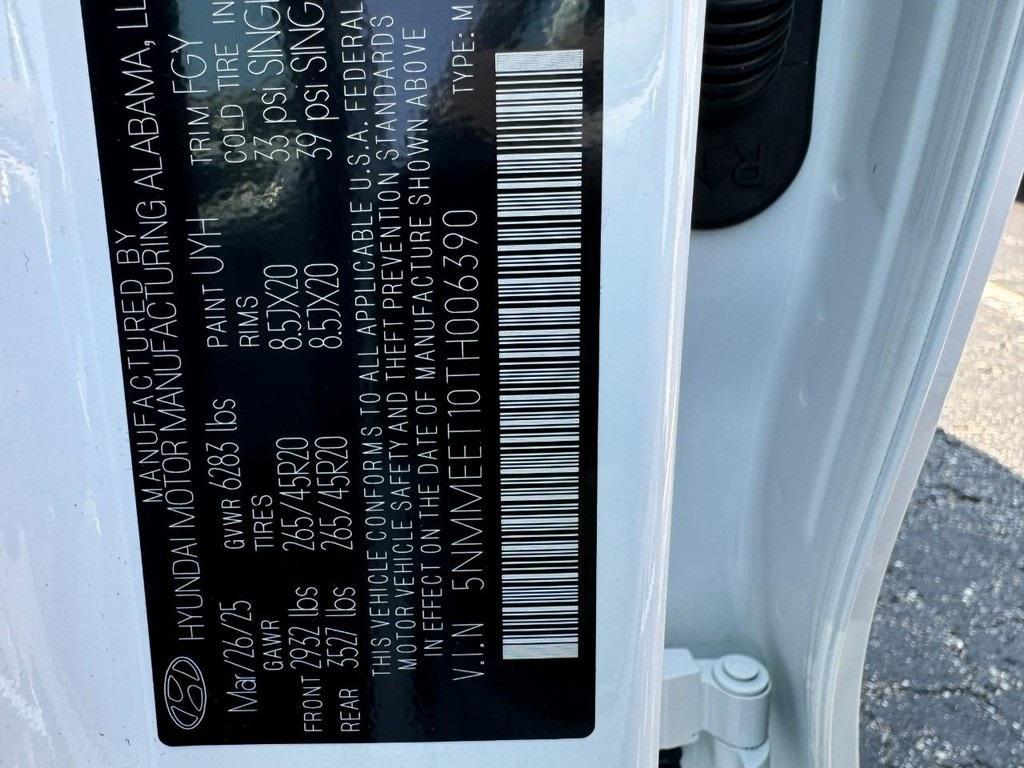 MANUFACTURED BY
HYUNDAI MOTOR MANUFACTURING ALABAMA, LL
Mar/26/25 GVWR 6283 lbs PAINT UYH TRIM FGY
GAWR TIRES RIMS COLD TIRE IN
FRONT 2932 lbs 265/45R20 8.5JX20 33 psi SINGL
REAR 3527 lbs 265/45R20 8.5JX20 39 psi SING
THIS VEHICLE CONFORMS TO ALL APPLICABLE U.S.A. FEDERAL
MOTOR VEHICLE SAFETY AND THEFT PREVENTION STANDARDS
IN EFFECT ON THE DATE OF MANUFACTURE SHOWN ABOVE
V.I.N 5NMMEET10TH006390 TYPE: M